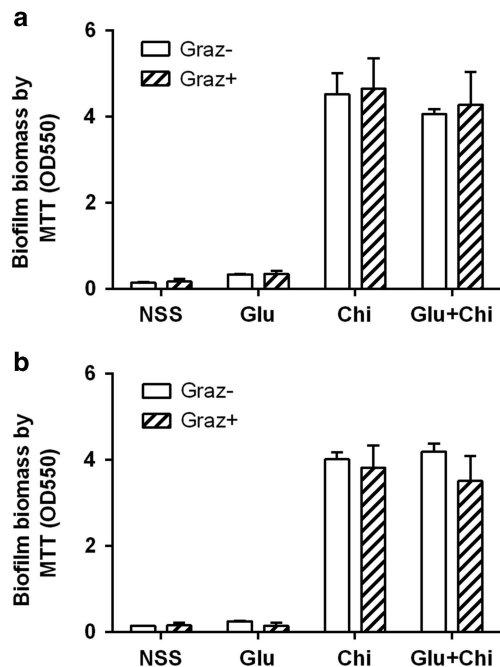 a
Biofilm biomass by
MTT (OD550)
6
4
2
0
Graz-
Graz+
NSS Glu Chi Glu+Chi
b
Biofilm biomass by
MTT (OD550)
6
4
2
0
Graz-
Graz+
NSS Glu Chi Glu+Chi